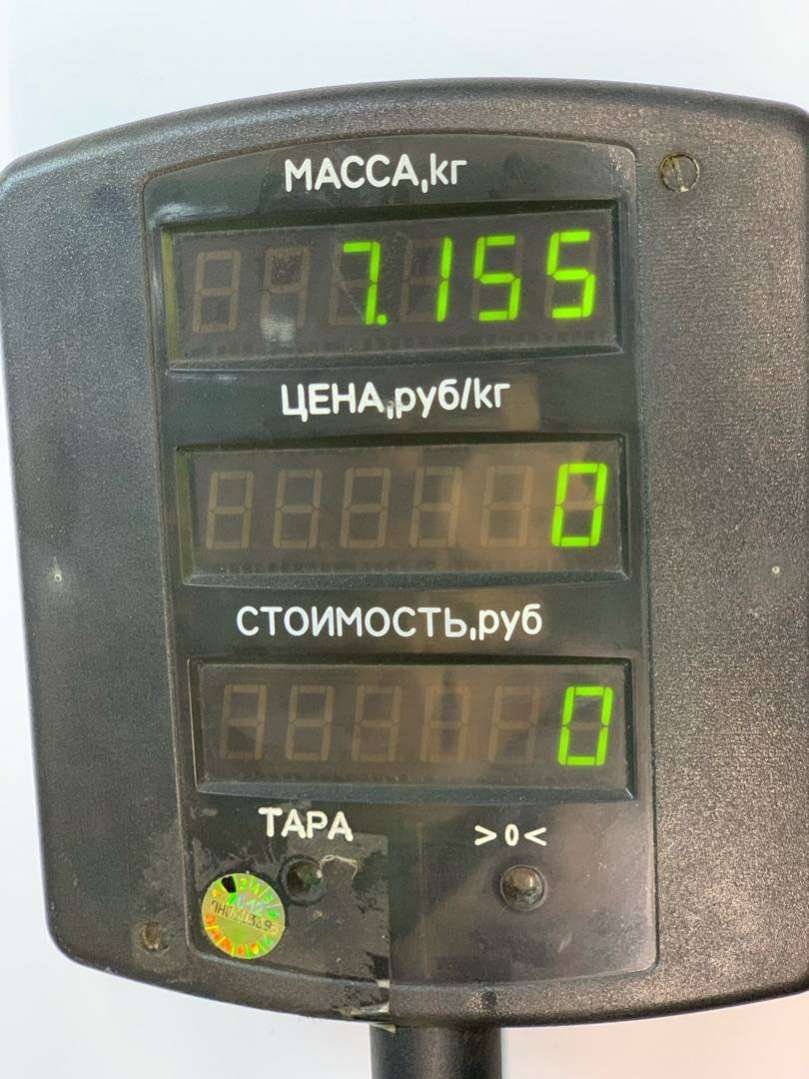 МАССА,кг
7.155
ЦЕНА,руб/кг
0
СТОИМОСТЬ,руб
0
ТАРА >0<